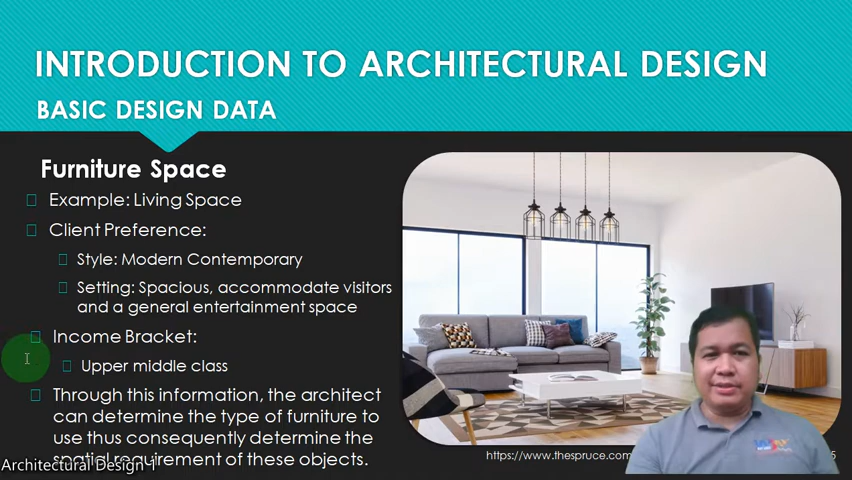 INTRODUCTION TO ARCHITECTURAL DESIGN
BASIC DESIGN DATA
Furniture Space
Example: Living Space
Client Preference:
Style: Modern Contemporary
Setting: Spacious, accommodate visitors
and a general entertainment space
Income Bracket:
Upper middle class
Through this information, the architect
can determine the type of furniture to
use thus consequently determine the
spatial requirement of these objects.
Architectural Design 1
https://www.thespruce.com